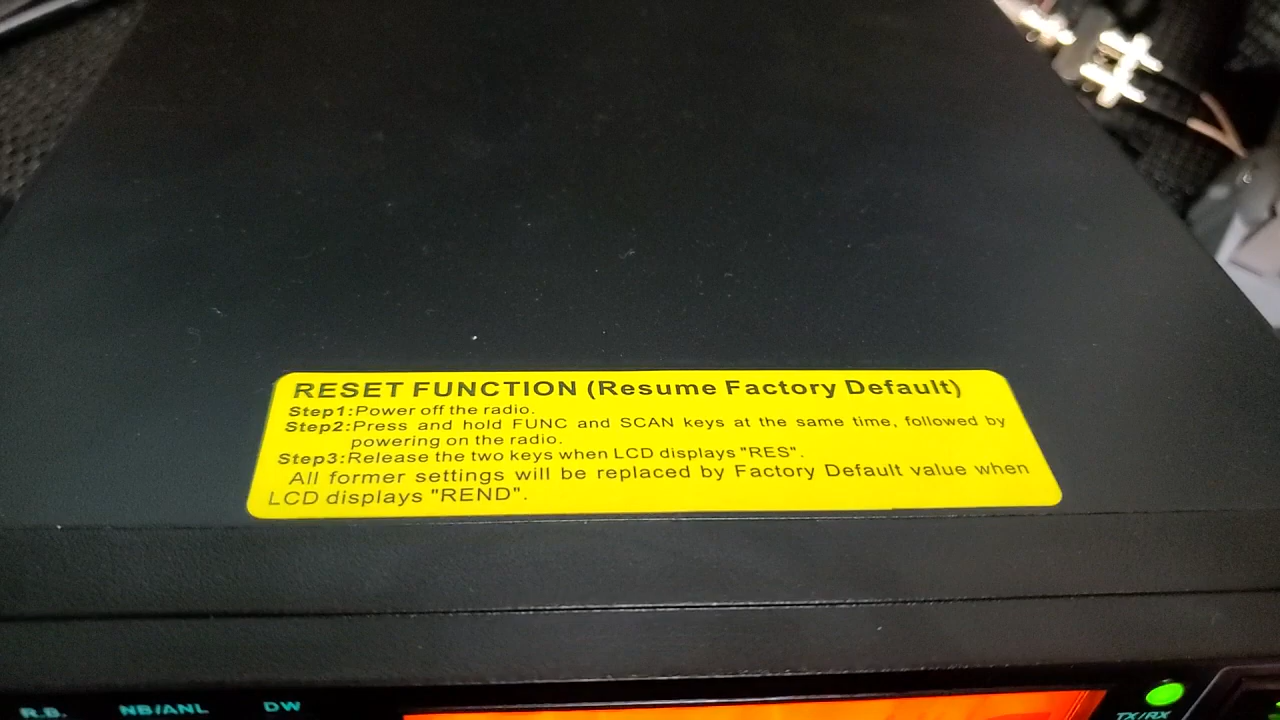 RESET FUNCTION (Resume Factory Default)
Step1:Power off the radio.
Step2:Press and hold FUNC and SCAN keys at the same time, followed by
powering on the radio.
Step3:Release the two keys when LCD displays "RES".
All former settings will be replaced by Factory Default value when
LCD displays "REND".
R.B. NB/ANL DW TX/RX